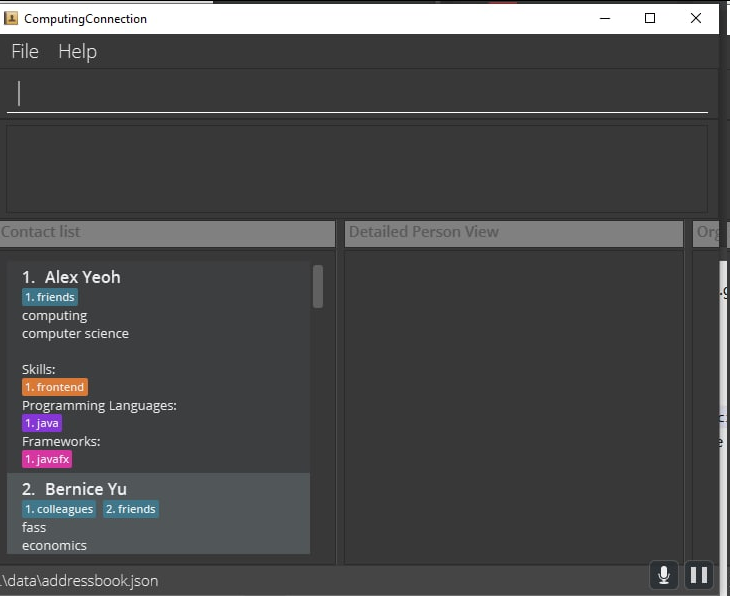 ComputingConnection
File Help
Contact list
Detailed Person View
1. Alex Yeoh
1. friends
computing
computer science
Skills:
1. frontend
Programming Languages:
1. java
Frameworks:
1. javafx
2. Bernice Yu
1. colleagues 2. friends
fass
economics
.\data\addressbook.json